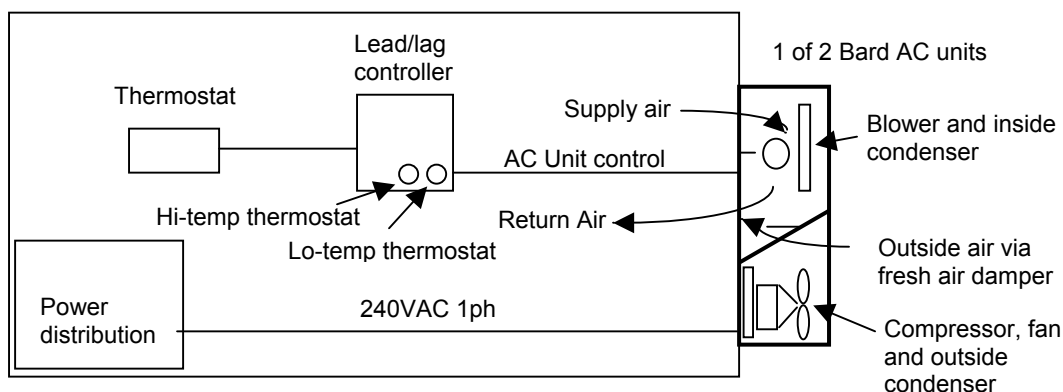 Lead/lag
controller
1 of 2 Bard AC units
Thermostat
Supply air
Blower and inside
condenser
AC Unit control
Hi-temp thermostat
Return Air
Lo-temp thermostat
Outside air via
fresh air damper
Power
distribution
240VAC 1ph
Compressor, fan
and outside
condenser